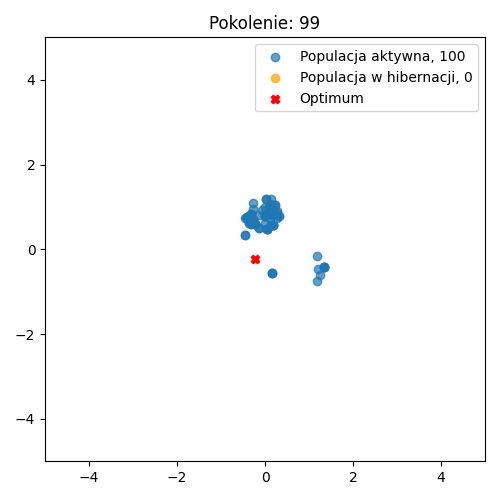 Pokolenie: 99
Populacja aktywna, 100
Populacja w hibernacji, 0
Optimum
4
2
0
−2
−4
−4 −2 0 2 4